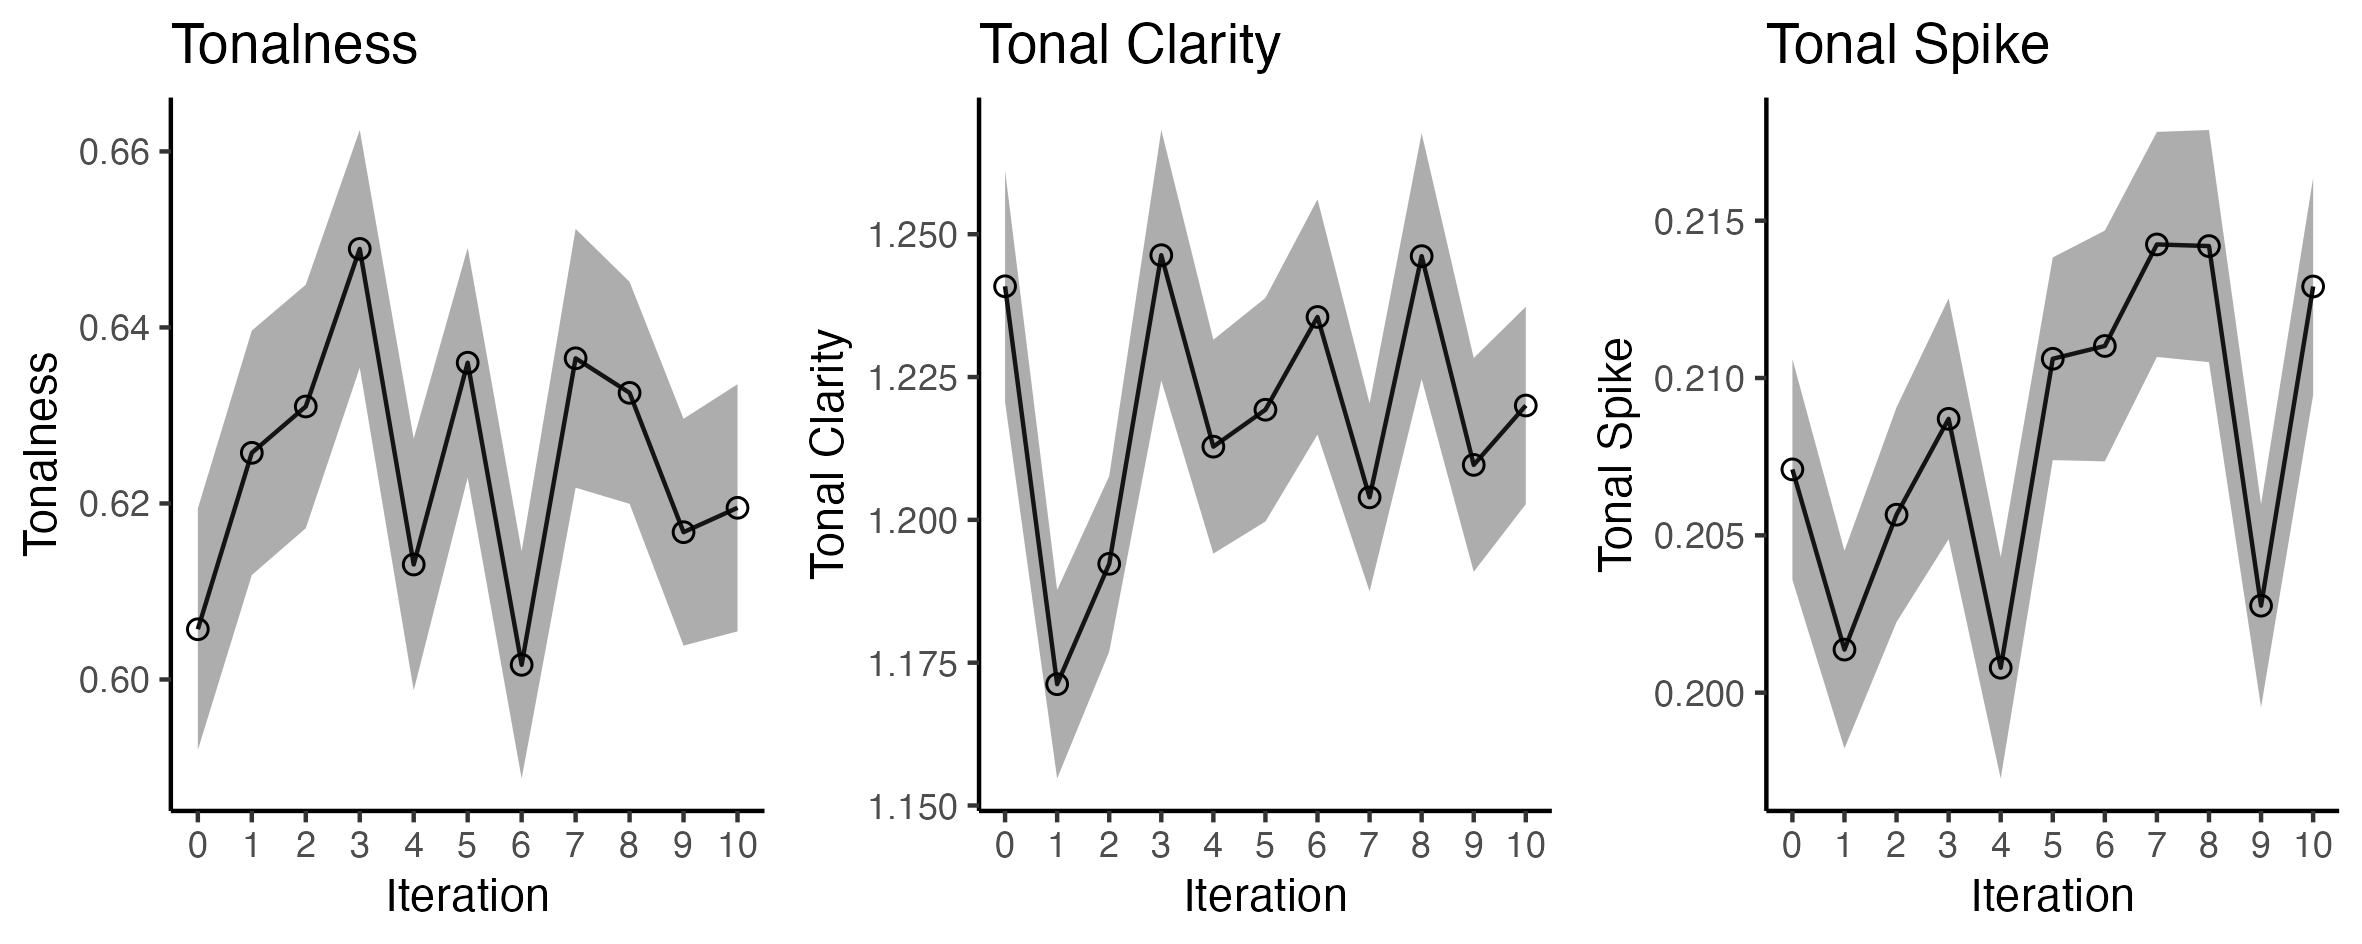 Tonalness
Tonalness
0.66
0.64
0.62
0.60
0 1 2 3 4 5 6 7 8 9 10
Iteration
Tonal Clarity
Tonal Clarity
1.250
1.225
1.200
1.175
1.150
0 1 2 3 4 5 6 7 8 9 10
Iteration
Tonal Spike
Tonal Spike
0.215
0.210
0.205
0.200
0 1 2 3 4 5 6 7 8 9 10
Iteration